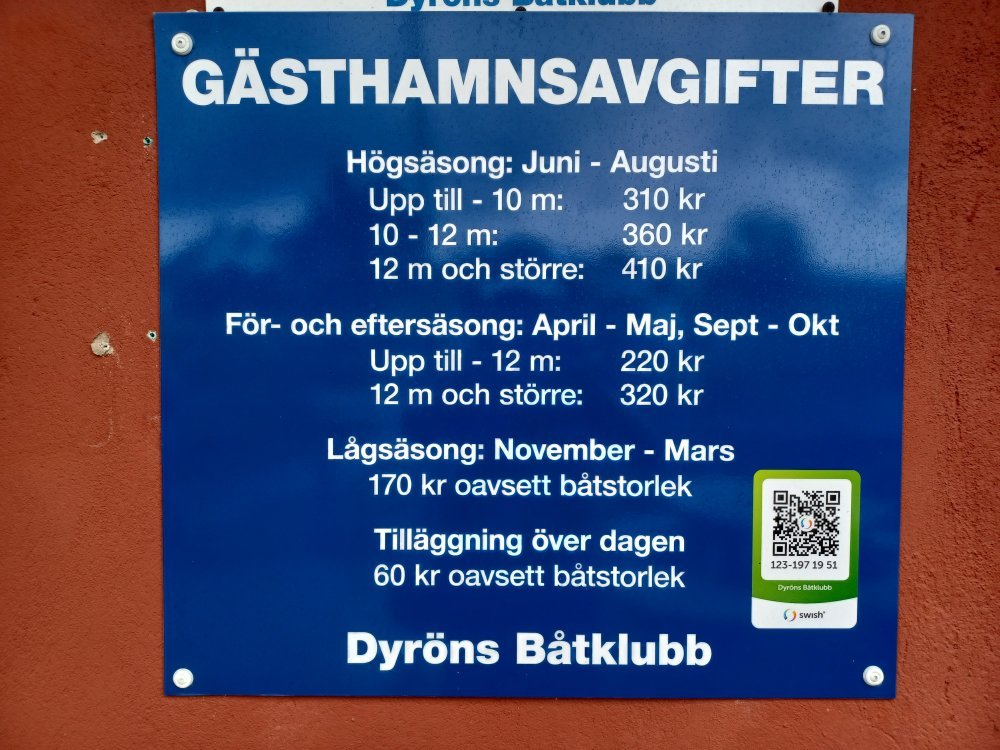 Dyröns Båtklubb
GÄSTHAMNSAVGIFTER
Högsäsong: Juni - Augusti
Upp till - 10 m: 310 kr
10 - 12 m: 360 kr
12 m och större: 410 kr
För- och eftersäsong: April - Maj, Sept - Okt
Upp till - 12 m: 220 kr
12 m och större: 320 kr
Lågsäsong: November - Mars
170 kr oavsett båtstorlek
Tilläggning över dagen
60 kr oavsett båtstorlek
123-197 19 51
Dyröns Båtklubb
swish
Dyröns Båtklubb